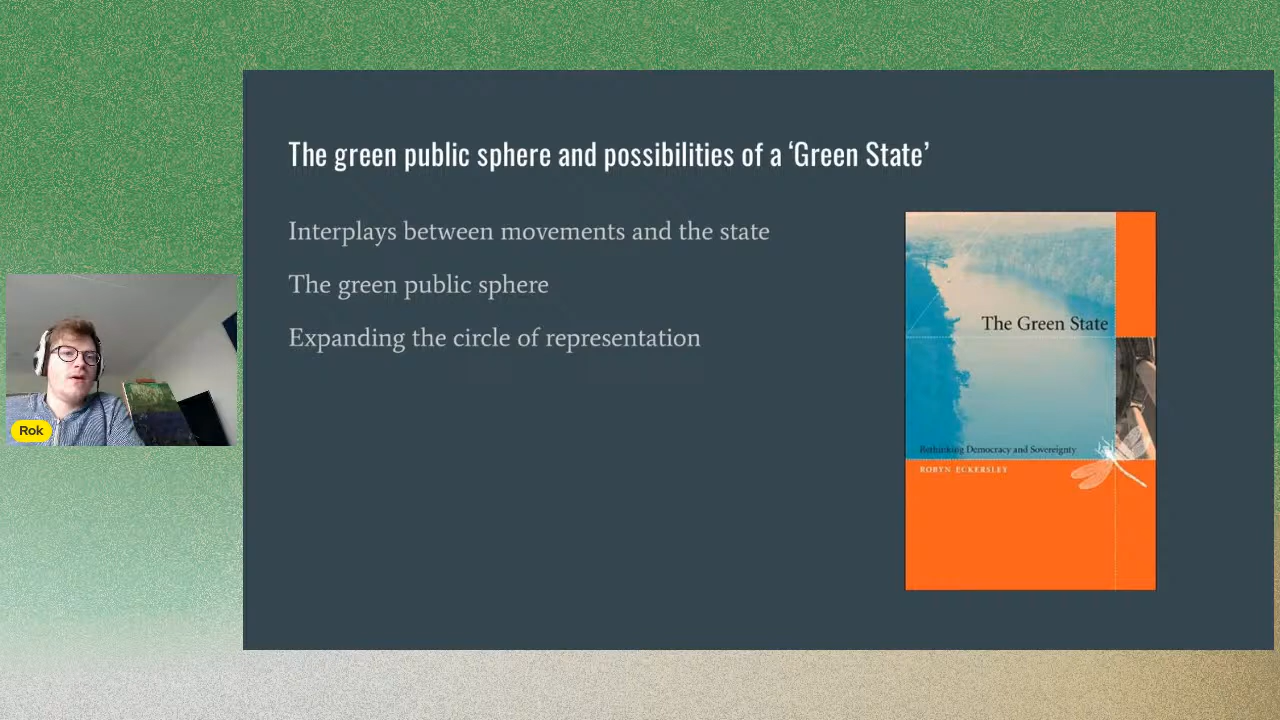 The green public sphere and possibilities of a ‘Green State’
Interplays between movements and the state
The green public sphere
Expanding the circle of representation
The Green State
Rethinking Democracy and Sovereignty
ROBYN ECKERSLEY
Rok